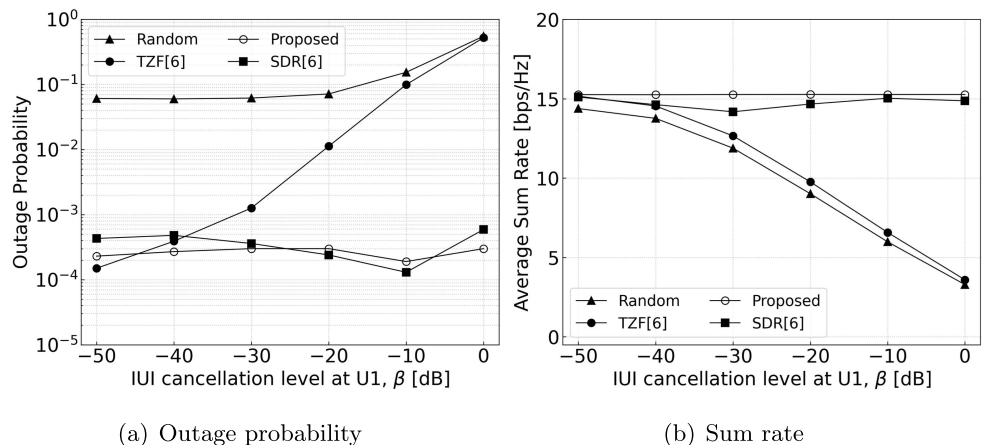 10^0
10^-1
10^-2
10^-3
10^-4
10^-5
Outage Probability
Random
Proposed
TZF[6]
SDR[6]
−50 −40 −30 −20 −10 0
IUI cancellation level at U1, β [dB]
(a) Outage probability
20
15
10
5
0
Average Sum Rate [bps/Hz]
Random
Proposed
TZF[6]
SDR[6]
−50 −40 −30 −20 −10 0
IUI cancellation level at U1, β [dB]
(b) Sum rate